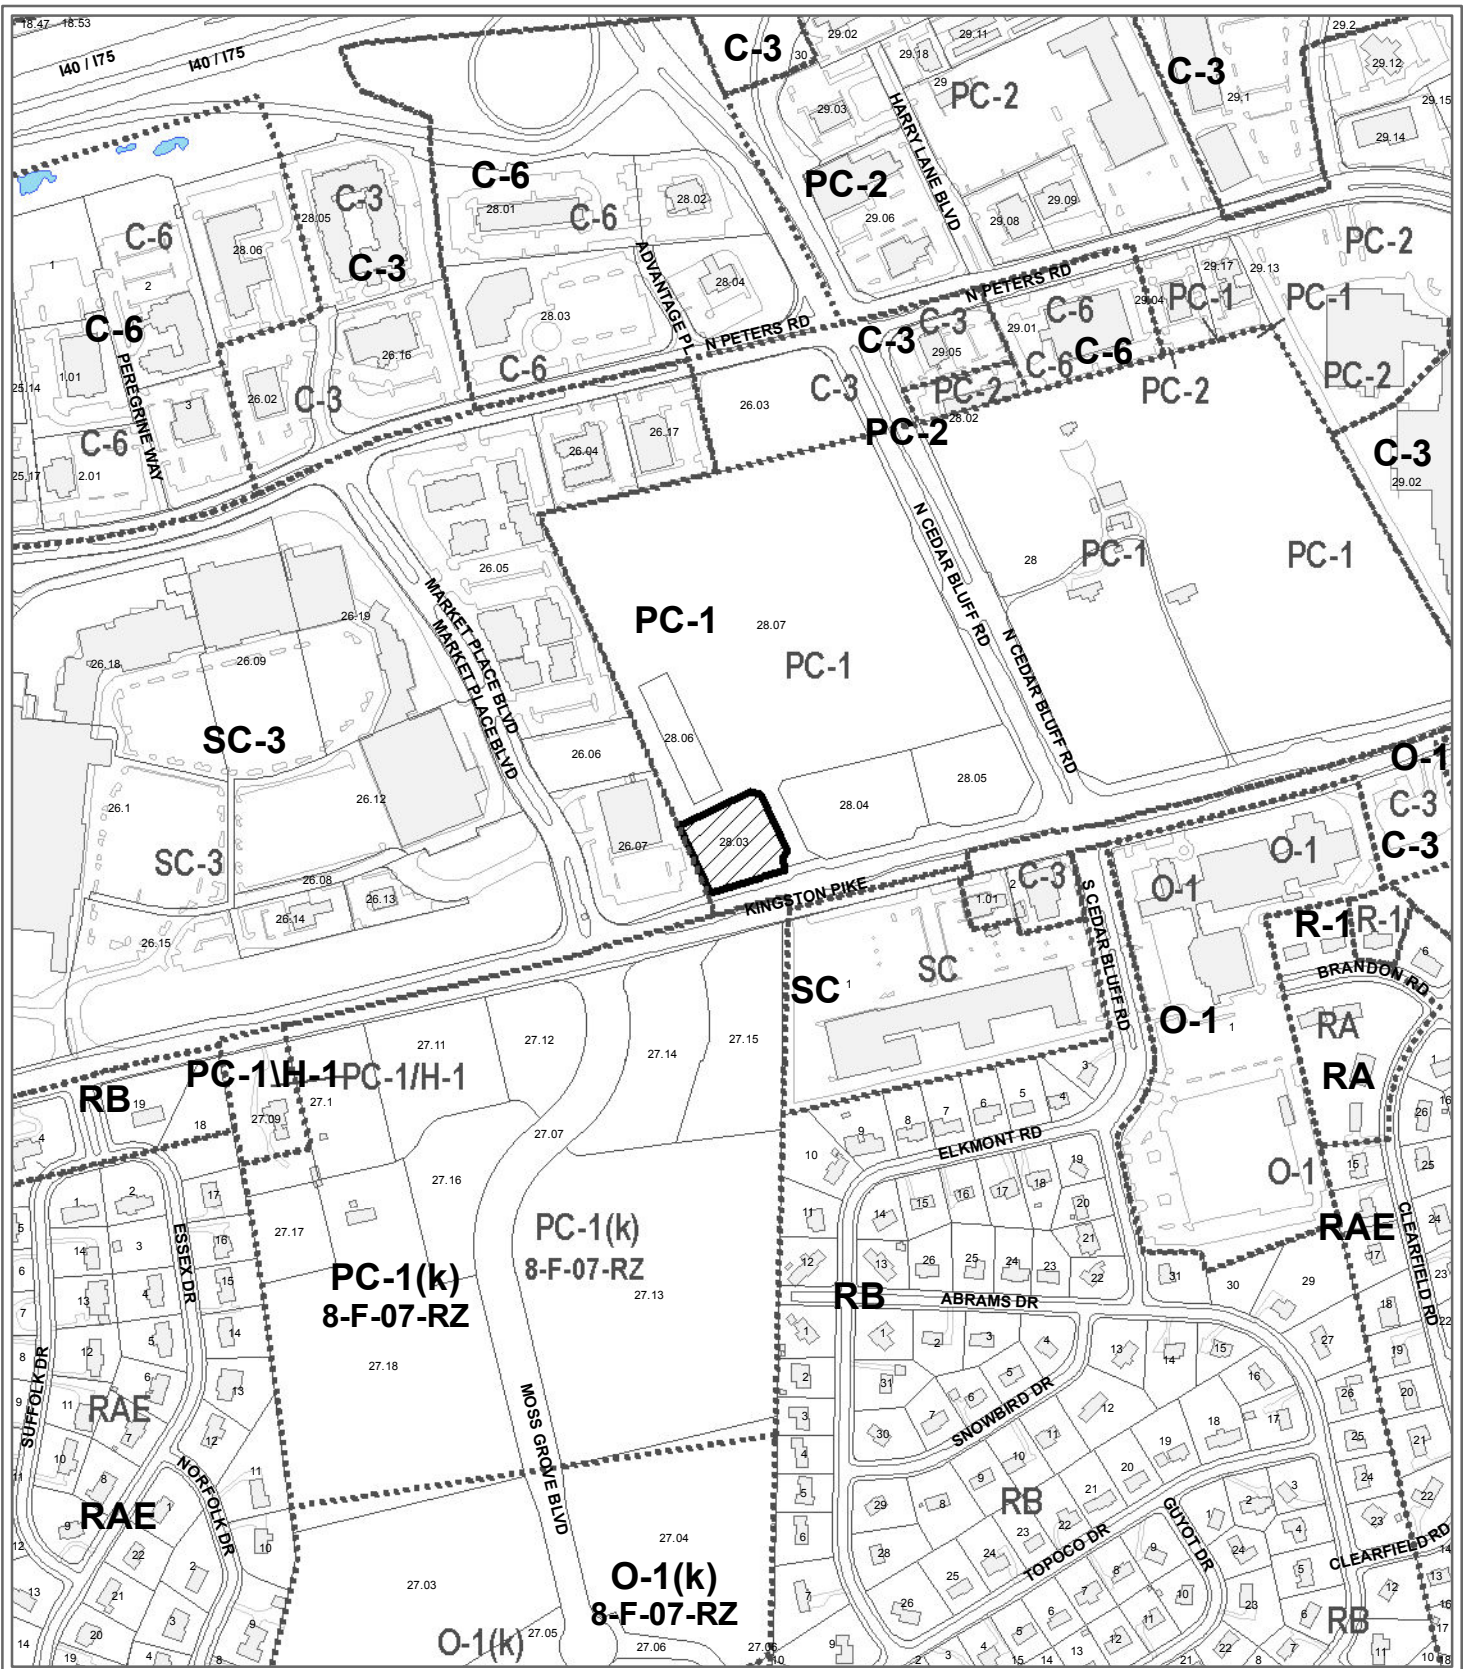 18.47
18.53
I40 / I75
I40 / I75
C-3
30
29.02
29.11
29.18
29
PC-2
C-3
29.1
29.2
29.12
29.15
29.14
29.03
HARRY LANE BLVD
C-6
28.01
C-6
28.02
PC-2
29.06
29.08
29.09
C-3
28.05
C-3
28.06
C-6
1
2
ADVANTAGE PL
28.04
28.03
N PETERS RD
N PETERS RD
PC-2
29.17
29.13
29.04
PC-1
PC-1
C-6
29.01
C-6
C-6
C-3
C-3
29.05
PC-2
28.02
PC-2
PC-2
PC-2
C-6
PEREGRINE WAY
1.01
25.14
26.16
26.02
C-3
3
C-6
2.01
25.17
C-6
26.03
C-3
26.17
26.04
C-3
29.02
N CEDAR BLUFF RD
N CEDAR BLUFF RD
28
PC-1
PC-1
26.05
MARKET PLACE BLVD
MARKET PLACE BLVD
PC-1
28.07
PC-1
26.19
26.18
26.09
SC-3
28.06
26.06
28.05
28.04
O-1
26.1
26.12
SC-3
26.07
28.03
C-3
C-3
O-1
O-1
26.08
26.14
26.13
26.15
KINGSTON PIKE
C-3
2
1.01
S CEDAR BLUFF RD
R-1
R-1
6
BRANDON RD
SC
1
SC
O-1
1
RA
RA
27.11
27.12
27.14
27.15
PC-1\H-1
PC-1/H-1
27.1
27.09
RB
19
18
4
27.07
3
4
5
6
7
8
9
10
ELKMONT RD
1
16
26
25
15
O-1
RAE
24
CLEARFIELD RD
17
23
27.16
27.17
PC-1(k)
8-F-07-RZ
27.13
PC-1(k)
8-F-07-RZ
27.18
ESSEX DR
1
2
3
17
16
15
14
4
5
13
12
6
7
8
9
5
6
7
8
9
11
14
13
12
11
10
SUFFOLK DR
RAE
RAE
NORFOLK DR
11
10
1
22
2
21
20
19
3
4
9
8
12
13
14
MOSS GROVE BLVD
11
12
14
15
16
17
18
19
20
21
22
13
26
25
24
23
31
30
29
RB
ABRAMS DR
1
2
3
4
5
6
7
31
30
SNOWBIRD DR
13
14
15
16
17
18
12
11
10
9
8
29
28
26
25
24
23
22
21
20
19
1
2
3
4
5
6
7
9
10
RB
TOPOCO DR
GUYOT DR
27
18
19
20
26
25
24
23
21
22
22
CLEARFIELD RD
14
13
12
16
17
18
10
11
RB
1
2
3
4
5
6
7
8
24
23
22
21
10
9
8
7
6
5
4
3
2
11
12
13
14
15
16
27.03
27.04
O-1(k)
8-F-07-RZ
O-1(k)
27.05
27.06
27.06